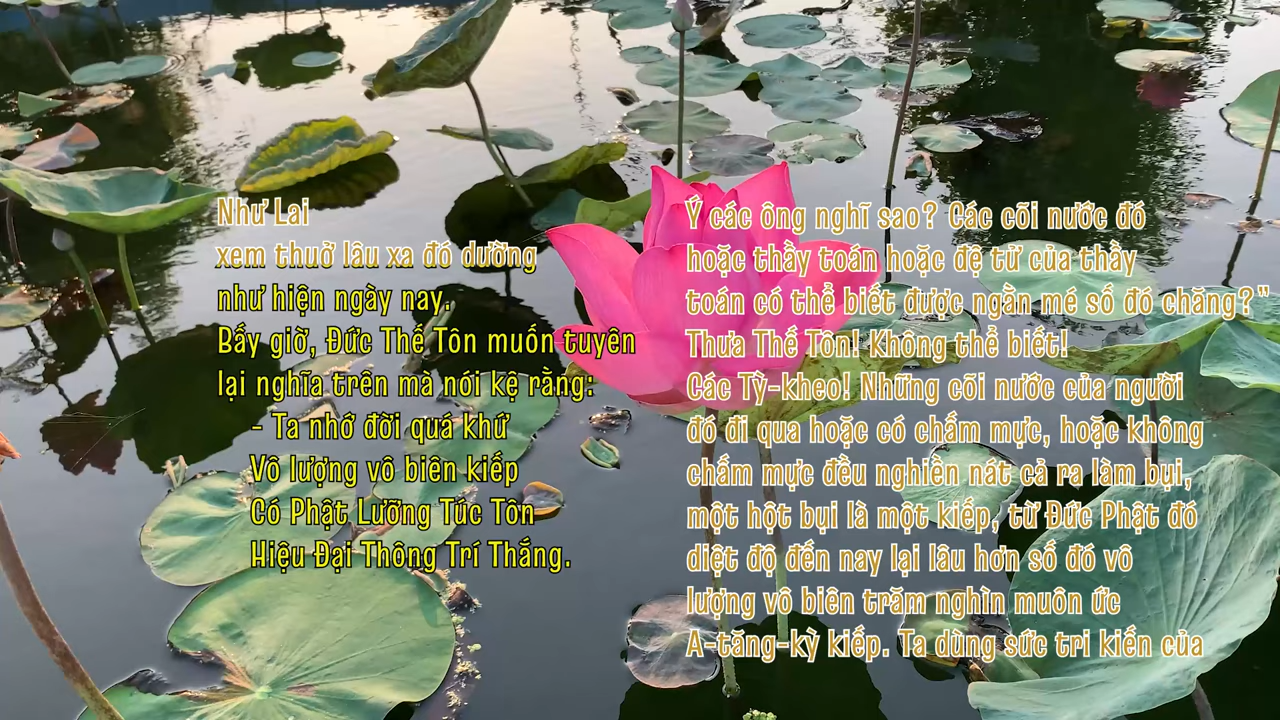 Như Lai
xem thuở lâu xa đó dường
như hiện ngày nay.
Bấy giờ, Đức Thế Tôn muốn tuyên
lại nghĩa trên mà nói kệ rằng:
- Ta nhớ đời quá khứ
Vô lượng vô biên kiếp
Có Phật Lưỡng Túc Tôn
Hiệu Đại Thông Trí Thắng.
Ý các ông nghĩ sao? Các cõi nước đó
hoặc thầy toán hoặc đệ tử của thầy
toán có thể biết được ngằn mé số đó chăng?”
Thưa Thế Tôn! Không thể biết!
Các Tỳ-kheo! Những cõi nước của người
đó đi qua hoặc có chấm mực, hoặc không
chấm mực đều nghiền nát cả ra làm bụi,
một hột bụi là một kiếp, từ Đức Phật đó
diệt độ đến nay lại lâu hơn số đó vô
lượng vô biên trăm nghìn muôn ức
A-tăng-kỳ kiếp. Ta dùng sức tri kiến của